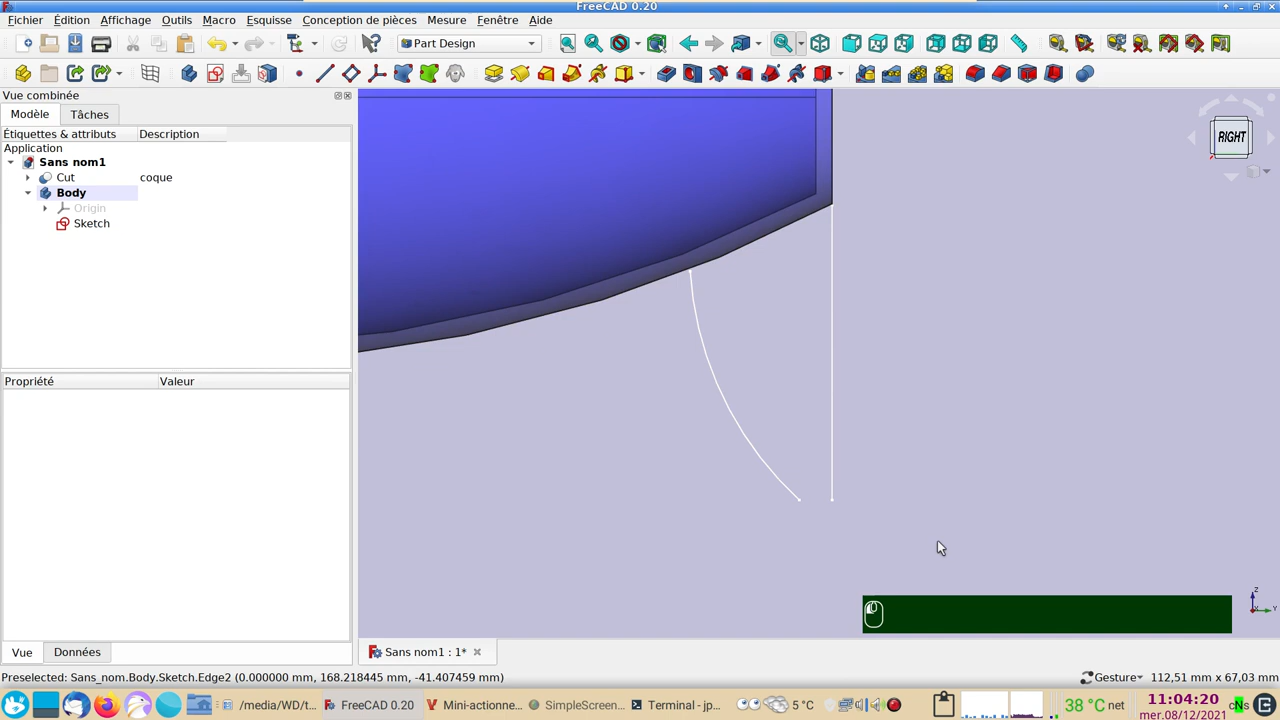 FreeCAD 0.20
Fichier Édition Affichage Outils Macro Esquisse Conception de pièces Mesure Fenêtre Aide
Part Design
Vue combinée
Modèle Tâches
Étiquettes & attributs Description
Application
Sans nom1
Cut coque
Body
Origin
Sketch
Propriété Valeur
RIGHT
Z
Y
Vue Données
Sans nom1 : 1*
Preselected: Sans_nom.Body.Sketch.Edge2 (0.000000 mm, 168.218445 mm, -41.407459 mm)
Gesture 112,51 mm x 67,03 mm
/media/WD/t... FreeCAD 0.20 Mini-actionne... SimpleScreen... Terminal - jp... 5 °C 38 °C net 11:04:20
mer.08/12/2021
cNs